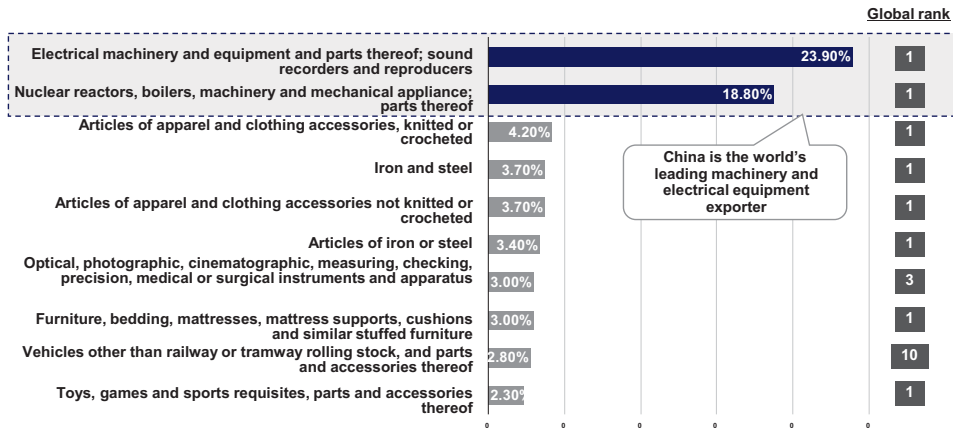 Global rank
Electrical machinery and equipment and parts thereof; sound
recorders and reproducers
23.90%
1
Nuclear reactors, boilers, machinery and mechanical appliance;
parts thereof
18.80%
1
Articles of apparel and clothing accessories, knitted or
crocheted
4.20%
1
China is the world's
leading machinery and
electrical equipment
exporter
Iron and steel
3.70%
1
Articles of apparel and clothing accessories not knitted or
crocheted
3.70%
1
Articles of iron or steel
3.40%
1
Optical, photographic, cinematographic, measuring, checking,
precision, medical or surgical instruments and apparatus
3.00%
3
Furniture, bedding, mattresses, mattress supports, cushions
and similar stuffed furniture
3.00%
1
Vehicles other than railway or tramway rolling stock, and parts
and accessories thereof
2.80%
10
Toys, games and sports requisites, parts and accessories
thereof
2.30%
1
0 0 0 0 0 0